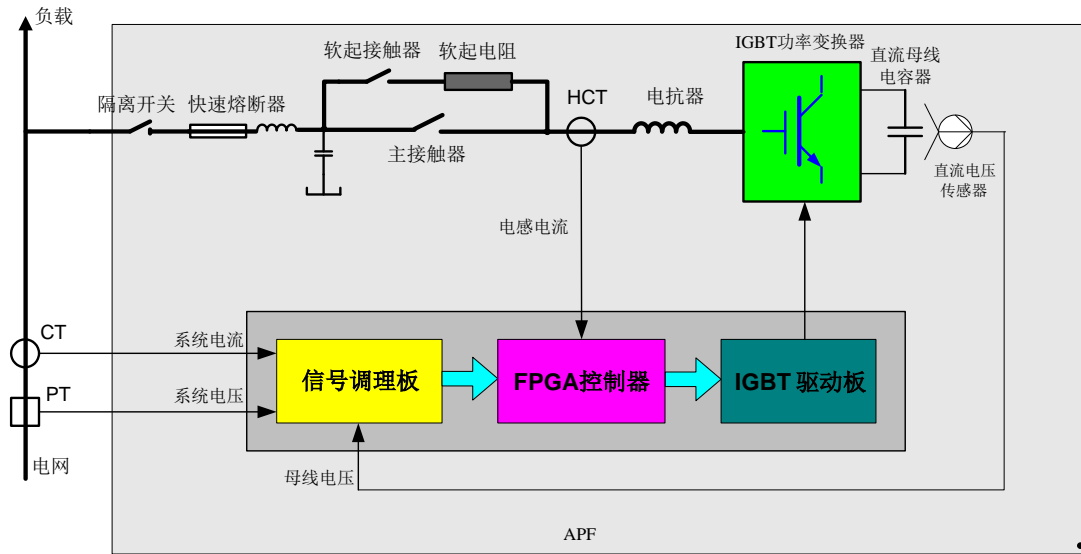 负载
软起接触器
软起电阻
IGBT功率变换器
直流母线
电容器
隔离开关
快速熔断器
HCT
电抗器
主接触器
直流电压
传感器
电感电流
CT
系统电流
信号调理板
FPGA控制器
IGBT 驱动板
PT
系统电压
电网
母线电压
APF